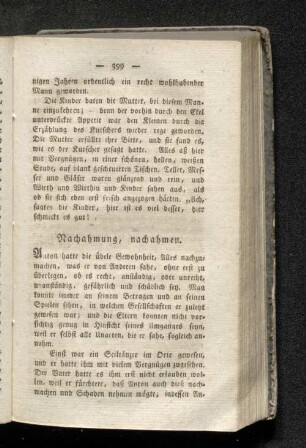 — 399 —
nigen Jahren ordentlich ein recht wohlhabender
Mann geworden.
Die Kinder baten die Mutter, bei diesem Man-
ne einzukehren; — denn der vorhin durch den Ekel
unterdrückte Appetit war den Kleinen durch die
Erzählung des Kutschers wieder rege geworden.
Die Mutter erfüllte ihre Bitte, und sie fand es,
wie es der Kutscher gesagt hatte. Alles aß hier
mit Vergnügen, in einer schönen, hellen, weißen
Stube, auf blank gescheuerten Tischen. Teller, Mes-
ser und Gläser waren alle glänzend und rein, und
Wirth und Wirthin und Kinder sahen aus, als
ob sie sich eben erst frisch angezogen hätten. „Ach,
sagten die Kinder, hier ist es viel besser, hier
schmeckt es gut!„
Nachahmung, nachahmen.
Anton hatte die üble Gewohnheit, Alles nachzu-
machen, was er von Anderen sahe, ohne erst zu
überlegen, ob es recht, anständig, oder unrecht,
unanständig, gefährlich und schädlich sey. Man
konnte immer an seinem Betragen und an seinen
Spielen sehen, in welchen Gesellschaften er zuletzt
gewesen war; und die Eltern konnten nicht vor-
sichtig genug in Hinsicht seines Umganges seyn,
weil er selbst alle Unarten, die er sahe, sogleich an-
nahm.
Einst war ein Seiltänzer im Orte gewesen,
und er hatte ihm mit vielem Vergnügen zugesehen.
Der Vater hatte es ihm erst nicht erlauben wol-
len, weil er fürchtete, daß Anton auch dieß nach-
machen und Schaden nehmen mögte; indessen An-